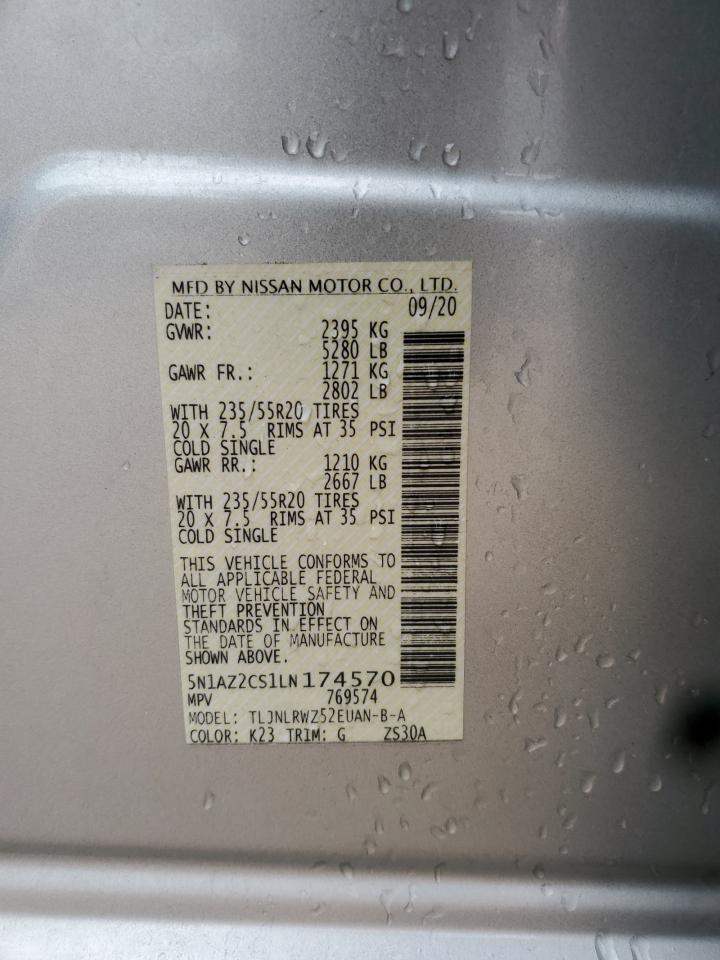 MFD BY NISSAN MOTOR CO., LTD.
DATE: 09/20
GVWR: 2395 KG
5280 LB
GAWR FR.: 1271 KG
2802 LB
WITH 235/55R20 TIRES
20 X 7.5 RIMS AT 35 PSI
COLD SINGLE
GAWR RR.: 1210 KG
2667 LB
WITH 235/55R20 TIRES
20 X 7.5 RIMS AT 35 PSI
COLD SINGLE
THIS VEHICLE CONFORMS TO
ALL APPLICABLE FEDERAL
MOTOR VEHICLE SAFETY AND
THEFT PREVENTION
STANDARDS IN EFFECT ON
THE DATE OF MANUFACTURE
SHOWN ABOVE.
5N1AZ2CS1LN174570
MPV 769574
MODEL: TLJNLRWZ52EUAN-B-A
COLOR: K23 TRIM: G ZS30A